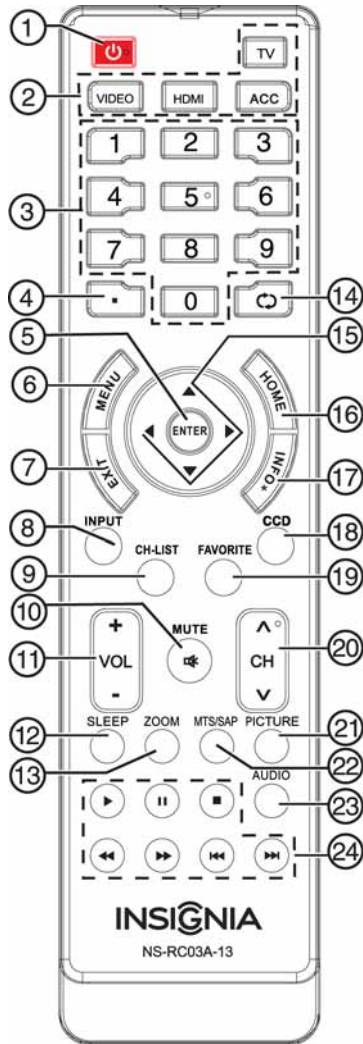 1
TV
2
VIDEO HDMI ACC
1 2 3
3
4 5 6
7 8 9
4
. 0
14
5
15
6
MENU HOME
ENTER
16
7
EXIT INFO*
17
8
INPUT CCD
18
9
CH-LIST FAVORITE
19
10
MUTE
11
+
VOL
-
CH
20
12
SLEEP ZOOM MTS/SAP PICTURE
21
13
22
AUDIO
23
24
INSIGNIA
NS-RC03A-13